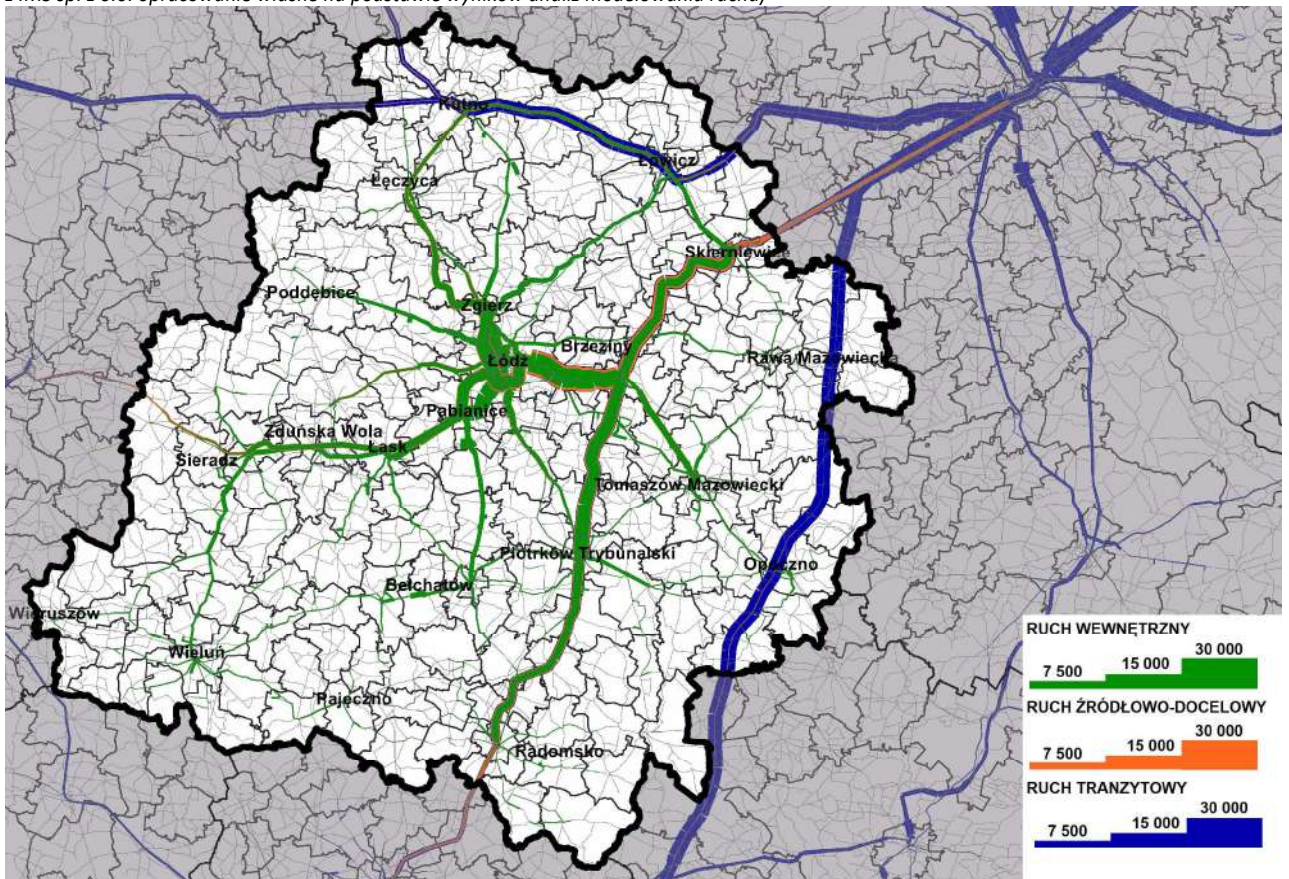 Kutno
Łowicz
Łęczyca
Skierniewice
Poddębice
Zgierz
Brzeziny
Łódź
Rawa Mazowiecka
Pabianice
Zduńska Wola
Łask
Sieradz
Tomaszów Mazowiecki
Piotrków Trybunalski
Opoczno
Bełchatów
Wieruszów
Wieluń
Pajęczno
Radomsko
RUCH WEWNĘTRZNY
7 500 15 000 30 000
RUCH ŹRÓDŁOWO-DOCELOWY
7 500 15 000 30 000
RUCH TRANZYTOWY
7 500 15 000 30 000